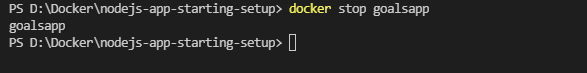 PS D:\Docker\nodejs-app-starting-setup> docker stop goalsapp
goalsapp
PS D:\Docker\nodejs-app-starting-setup>